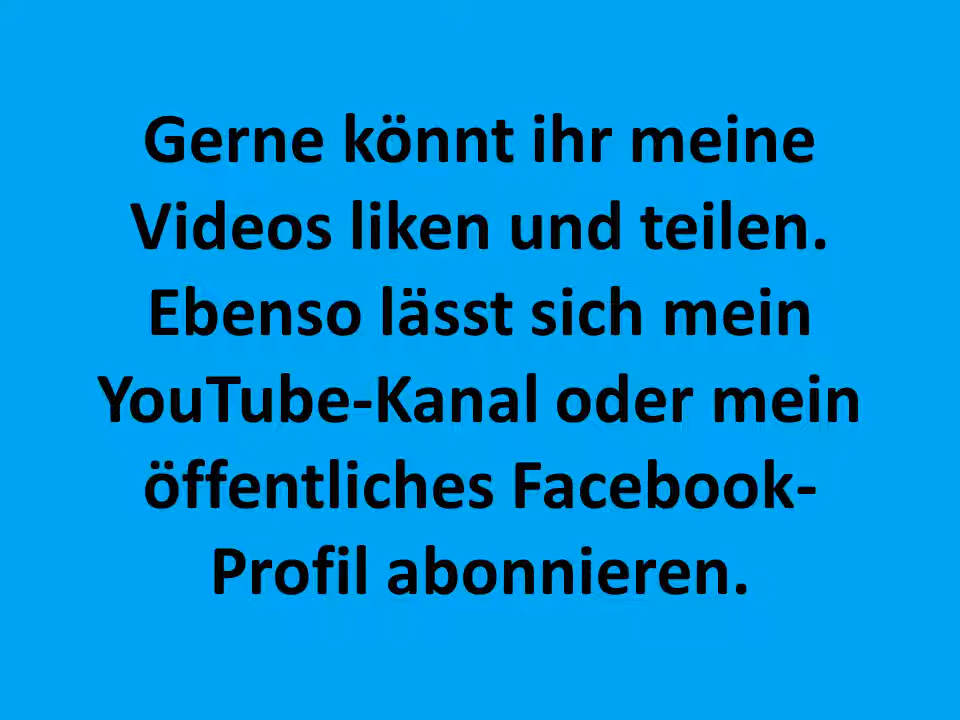 Gerne könnt ihr meine
Videos liken und teilen.
Ebenso lässt sich mein
YouTube-Kanal oder mein
öffentliches Facebook-
Profil abonnieren.